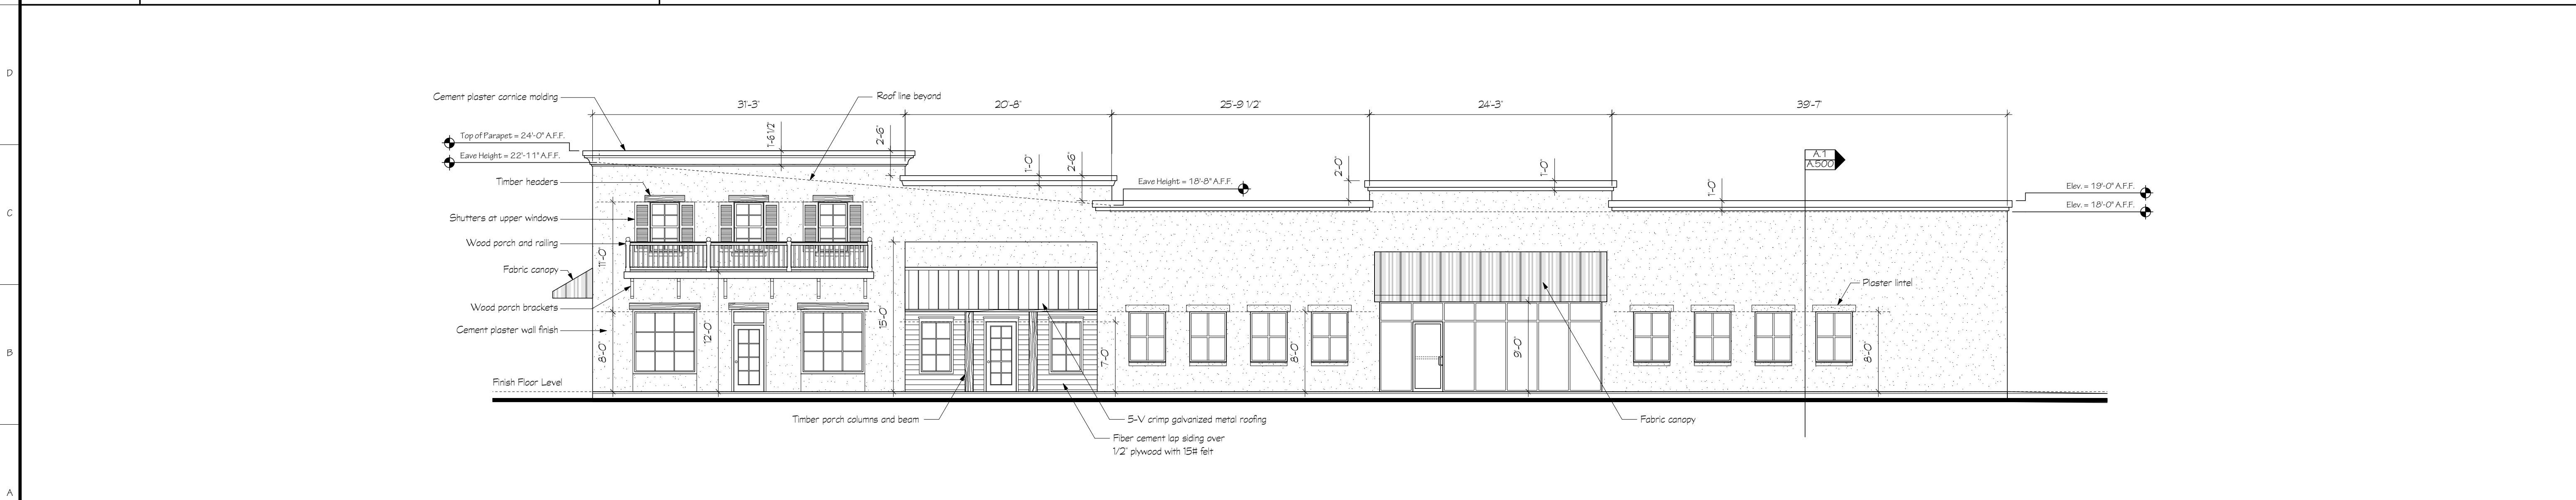 D
C
B
A
Cement plaster cornice molding
31'-3"
Roof line beyond
20'-8"
25'-9 1/2"
24'-3"
39'-7"
Top of Parapet = 24'-0" A.F.F.
Eave Height = 22'-11" A.F.F.
1'-6 1/2"
2'-6"
1'-0"
2'-6"
Eave Height = 18'-8" A.F.F.
2'-0"
1'-0"
1'-0"
A.1
A.500
Elev. = 19'-0" A.F.F.
Elev. = 18'-0" A.F.F.
Timber headers
Shutters at upper windows
Wood porch and railing
Fabric canopy
Wood porch brackets
Cement plaster wall finish
Finish Floor Level
11'-0"
8'-0"
12'-0"
15'-0"
7'-0"
8'-0"
9'-0"
Plaster lintel
8'-0"
Timber porch columns and beam
5-V crimp galvanized metal roofing
Fiber cement lap siding over
1/2" plywood with 15# felt
Fabric canopy